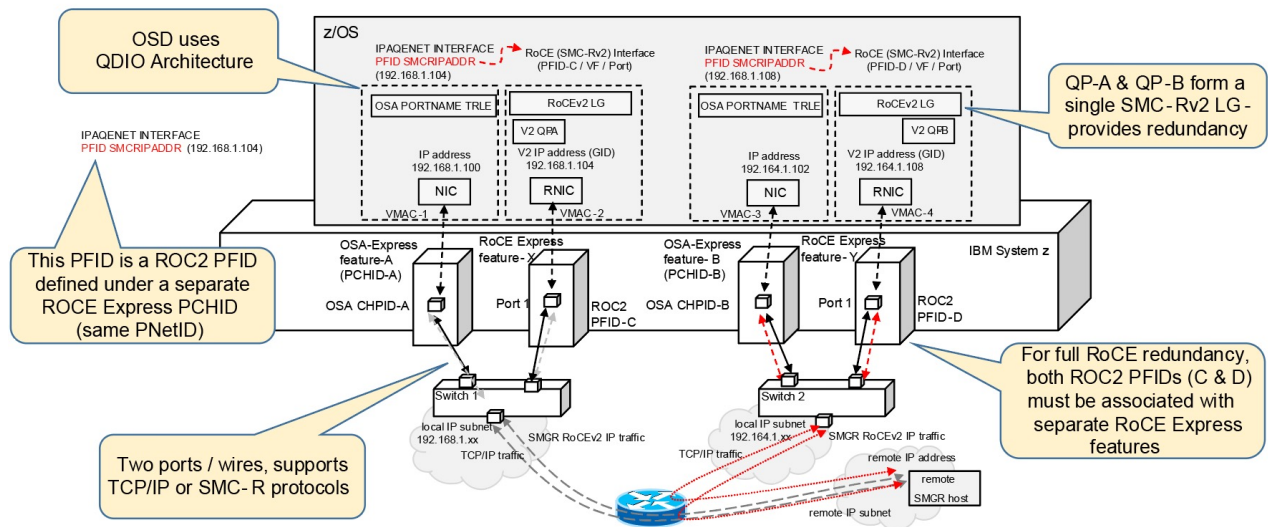 OSD uses
QDIO Architecture
z/OS
IPAQENET INTERFACE
PFID SMCRIPADDR
(192.168.1.104)
RoCE (SMC-Rv2) Interface
(PFID-C / VF / Port)
IPAQENET INTERFACE
PFID SMCRIPADDR
(192.168.1.108)
RoCE (SMC-Rv2) Interface
(PFID-D / VF / Port)
QP-A & QP-B form a
single SMC-Rv2 LG -
provides redundancy
OSA PORTNAME TRLE
RoCEv2 LG
V2 QPA
OSA PORTNAME TRLE
RoCEv2 LG
V2 QPB
IPAQENET INTERFACE
PFID SMCRIPADDR (192.168.1.104)
IP address
192.168.1.100
NIC
VMAC-1
V2 IP address (GID)
192.168.1.104
RNIC
VMAC-2
IP address
192.164.1.102
NIC
VMAC-3
V2 IP address (GID)
192.164.1.108
RNIC
VMAC-4
IBM System z
This PFID is a ROC2 PFID
defined under a separate
ROCE Express PCHID
(same PNetID)
OSA-Express
feature-A
(PCHID-A)
OSA CHPID-A
RoCE Express
feature- X
Port 1
ROC2
PFID-C
OSA-Express
feature- B
(PCHID-B)
OSA CHPID-B
RoCE Express
feature- Y
Port 1
ROC2
PFID-D
For full RoCE redundancy,
both ROC2 PFIDs (C & D)
must be associated with
separate RoCE Express
features
Switch 1
Switch 2
local IP subnet
192.168.1.xx
SMGR RoCEv2 IP traffic
TCP/IP traffic
local IP subnet
192.164.1.xx
SMGR RoCEv2 IP traffic
TCP/IP traffic
Two ports / wires, supports
TCP/IP or SMC-R protocols
remote IP address
remote
SMGR host
remote IP subnet